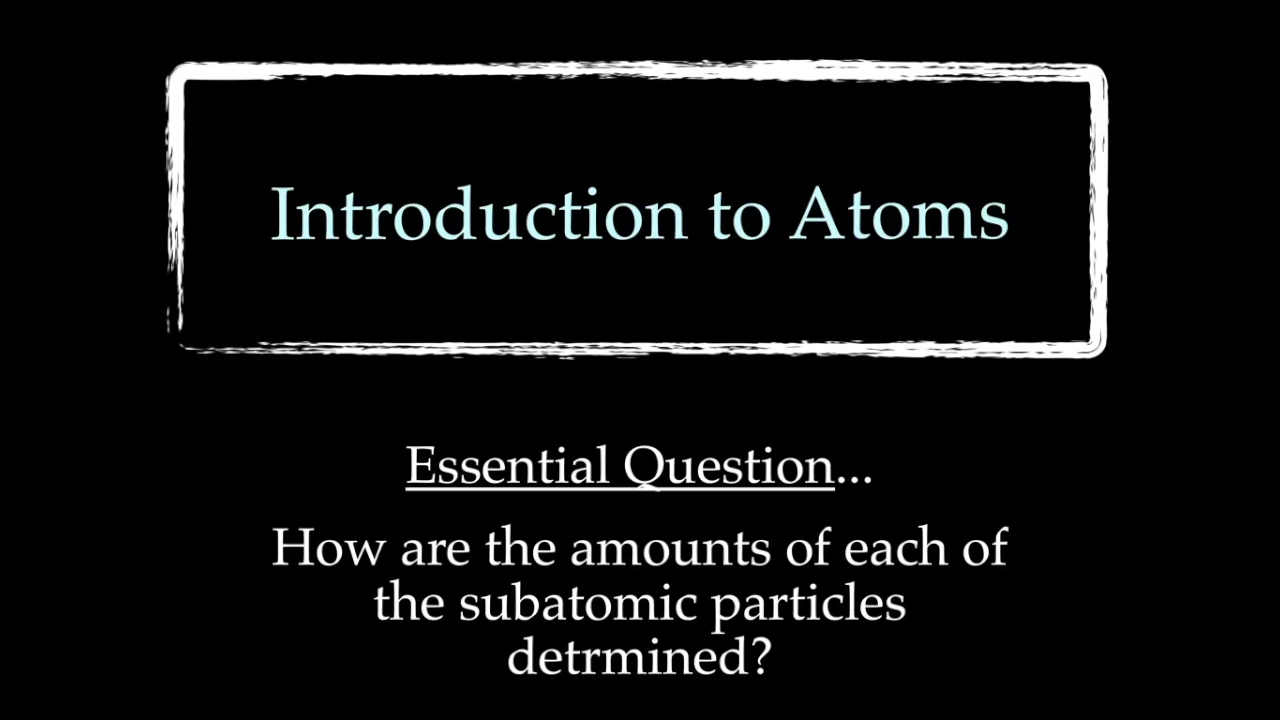 Introduction to Atoms
Essential Question...
How are the amounts of each of
the subatomic particles
detrmined?